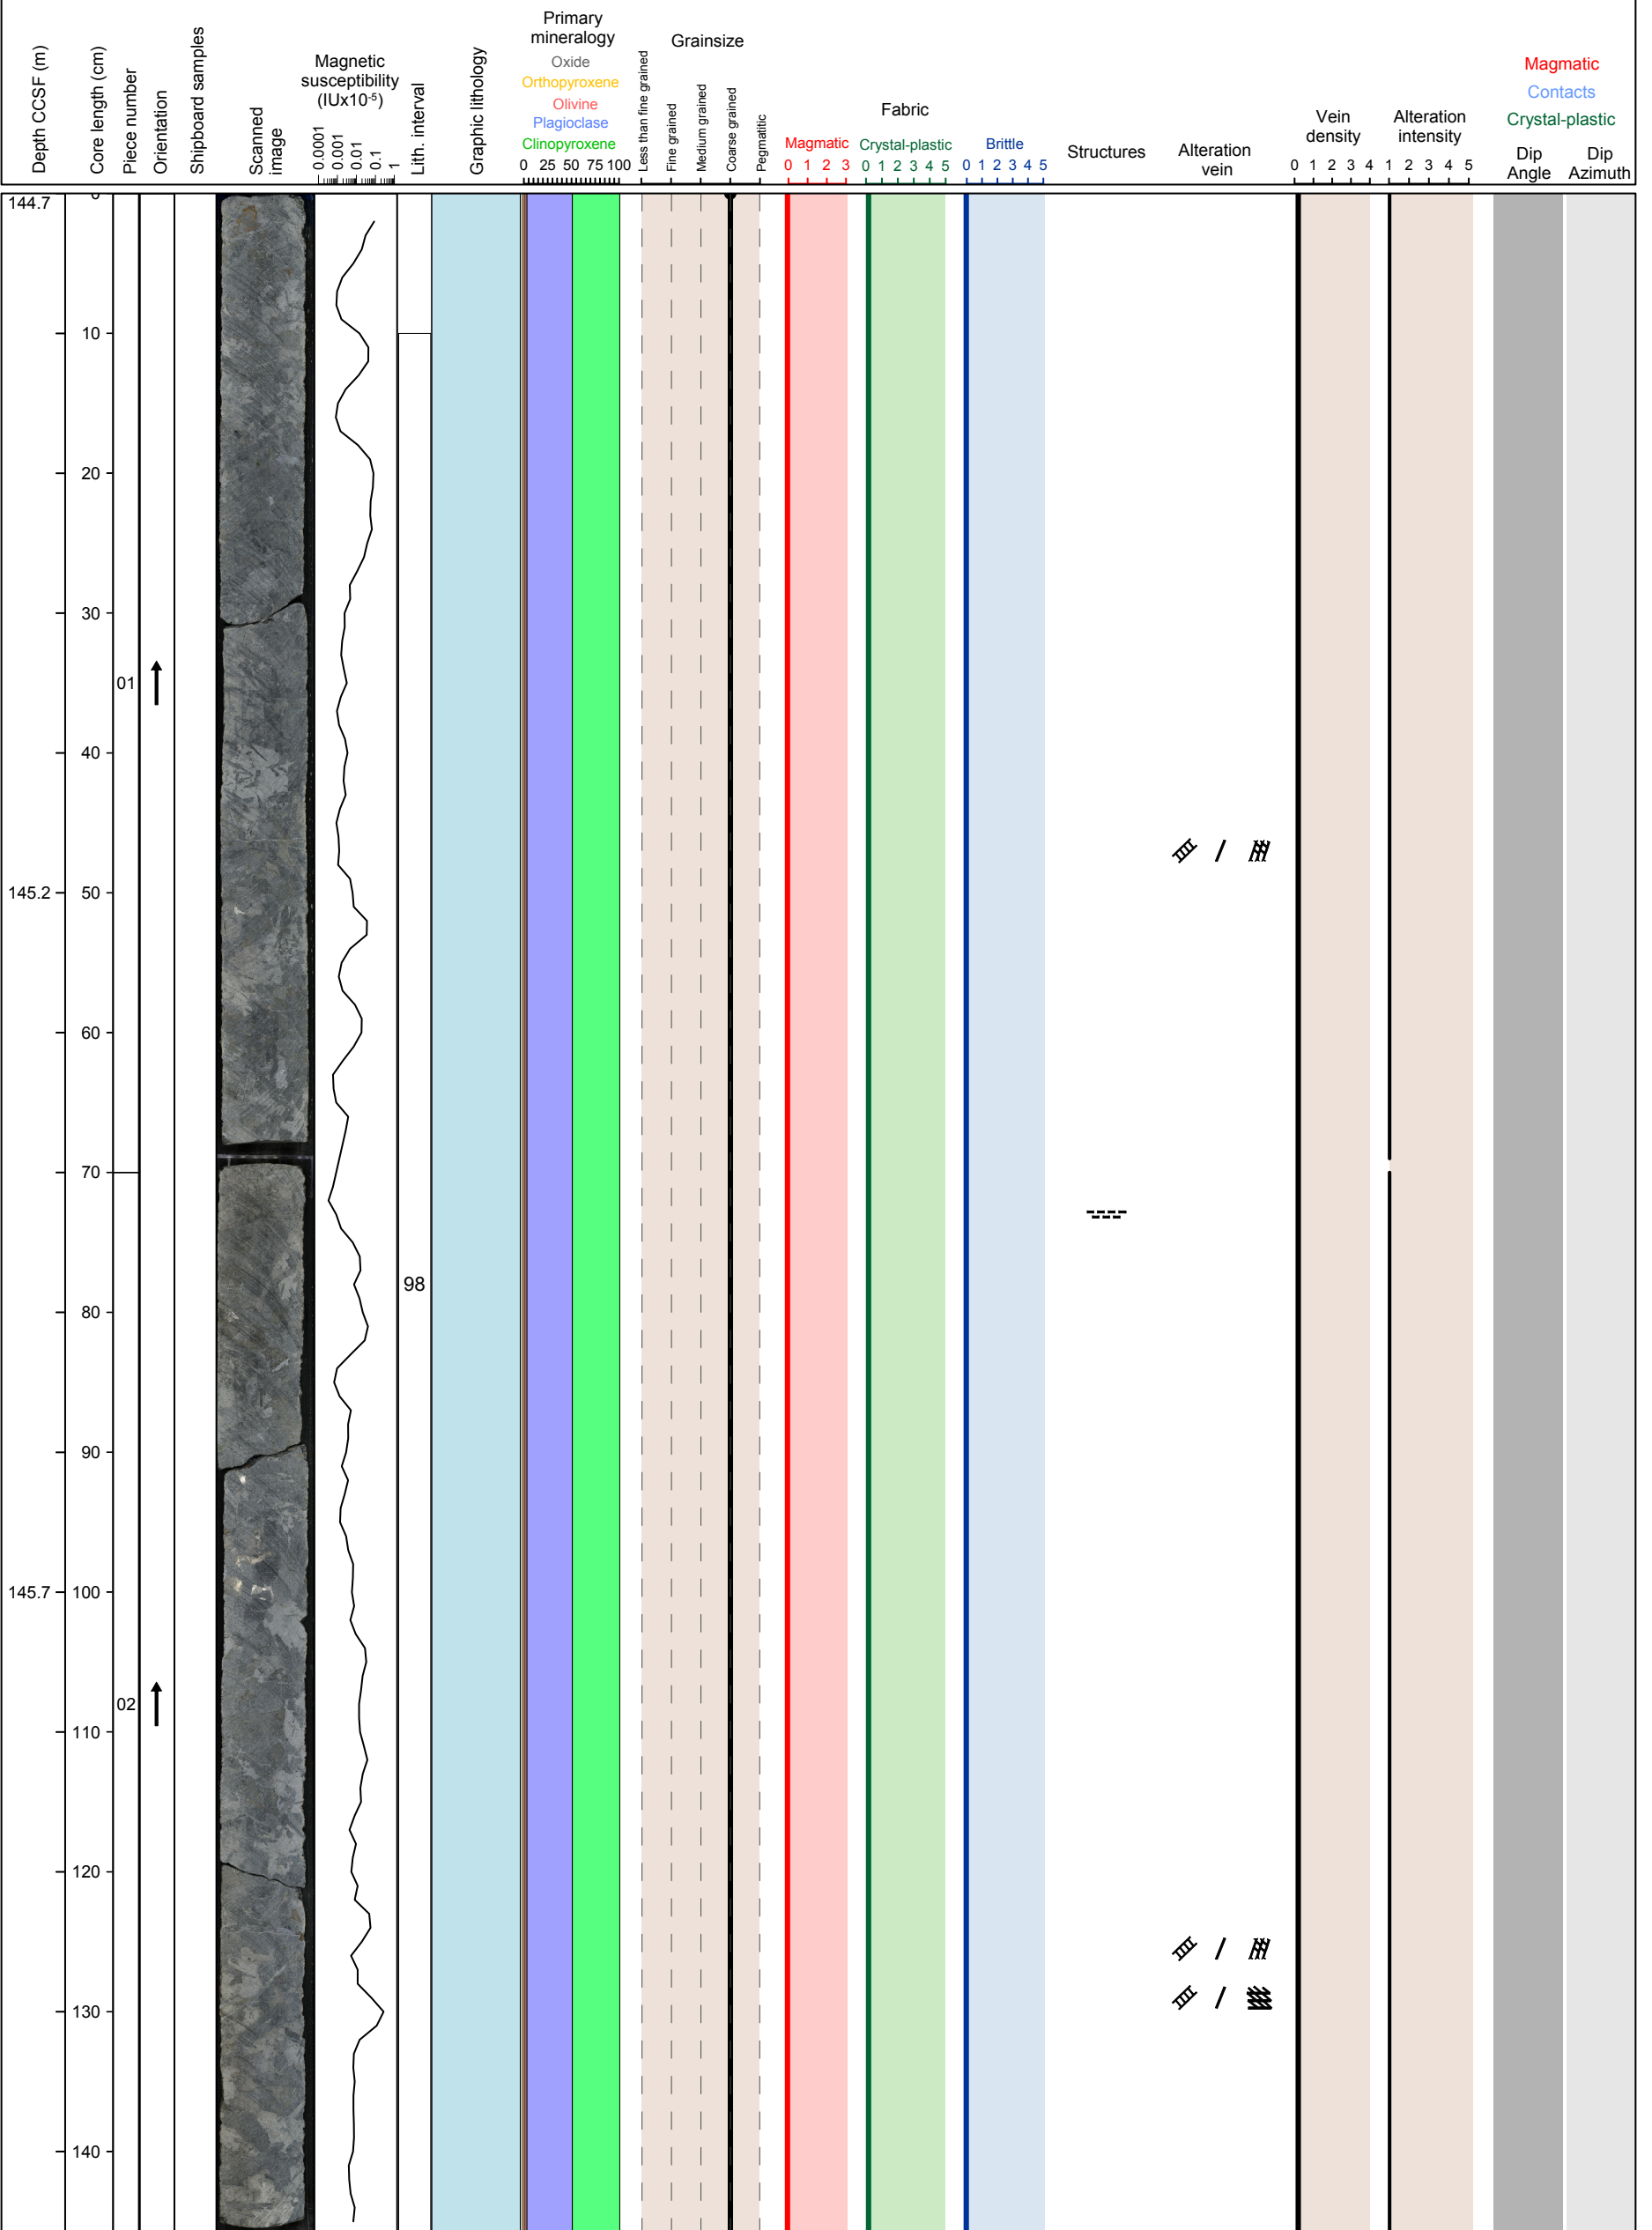 Depth CCSF (m)
Core length (cm)
Piece number
Orientation
Shipboard samples
Scanned
image
Magnetic
susceptibility
(IUx10-5)
0.0001
0.001
0.01
0.1
1
Lith. interval
Graphic lithology
Primary
mineralogy
Oxide
Orthopyroxene
Olivine
Plagioclase
Clinopyroxene
0 25 50 75 100
Grainsize
Less than fine grained
Fine grained
Medium grained
Coarse grained
Pegmatitic
Fabric
Magmatic
0 1 2 3
Crystal-plastic
0 1 2 3 4 5
Brittle
0 1 2 3 4 5
Structures
Alteration
vein
Vein
density
0 1 2 3 4
Alteration
intensity
1 2 3 4 5
Magmatic
Contacts
Crystal-plastic
Dip
Angle
Dip
Azimuth
144.7
0
10
20
30
01
40
145.2
50
60
70
98
80
90
145.7
100
02
110
120
130
140